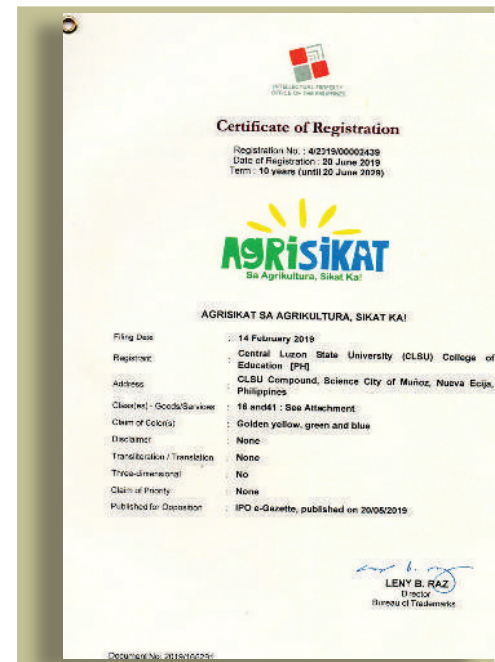 INTELLECTUAL PROPERTY
OFFICE OF THE PHILIPPINES
Certificate of Registration
Registration No. : 4/2019/00002439
Date of Registration : 20 June 2019
Term : 10 years (until 20 June 2029)
AGRISIKAT
Sa Agrikultura, Sikat Ka!
AGRISIKAT SA AGRIKULTURA, SIKAT KA!
Filing Date : 14 February 2019
Registrant : Central Luzon State University (CLSU) College of
Education [PH]
Address : CLSU Compound, Science City of Muñoz, Nueva Ecija,
Philippines
Class(es) - Goods/Services : 16 and41 : See Attachment
Claim of Color(s) : Golden yellow, green and blue
Disclaimer : None
Transliteration / Translation : None
Three-dimensional : No
Claim of Priority : None
Published for Opposition : IPO e-Gazette, published on 20/05/2019
LENY B. RAZ
Director
Bureau of Trademarks
Document No: